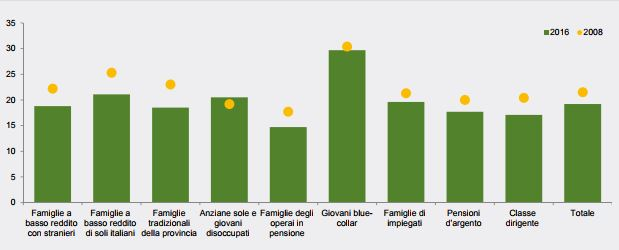 35
2016 2008
30
25
20
15
10
5
0
Famiglie a basso reddito con stranieri
Famiglie a basso reddito di soli italiani
Famiglie tradizionali della provincia
Anziane sole e giovani disoccupati
Famiglie degli operai in pensione
Giovani blue-collar
Famiglie di impiegati
Pensioni d'argento
Classe dirigente
Totale